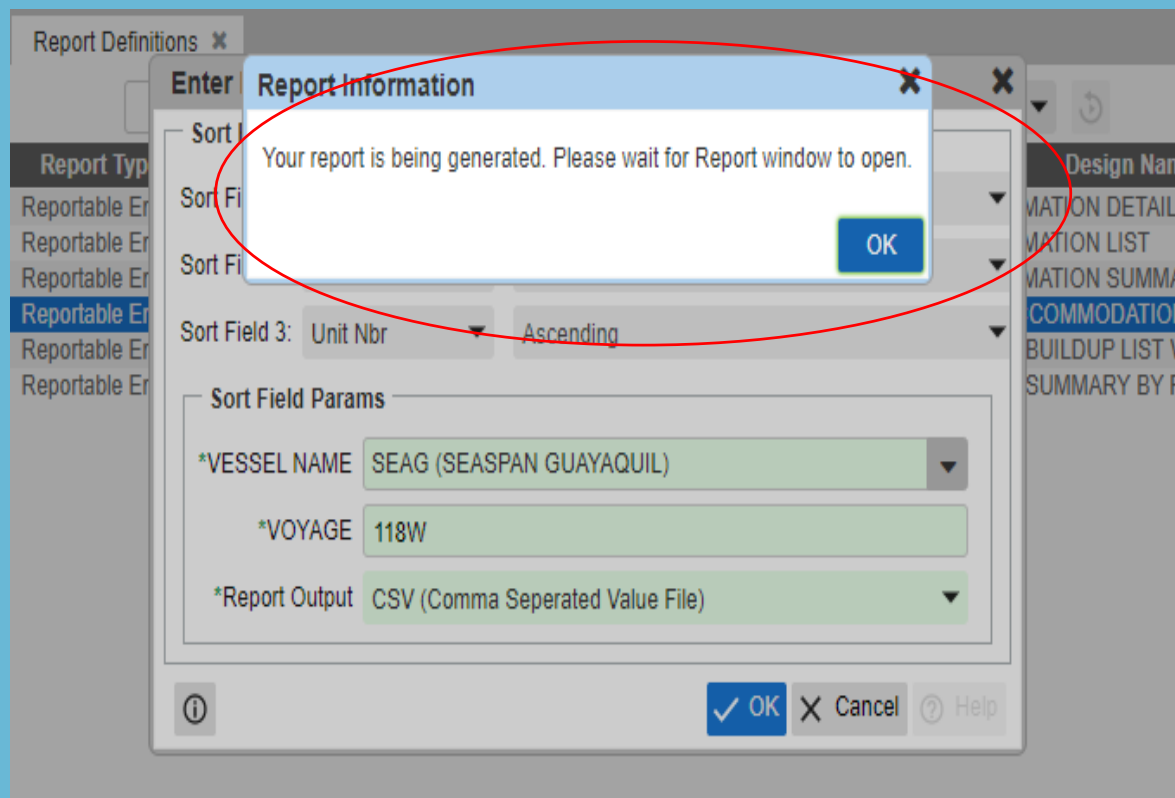 Report Definitions
Enter
Report Information
Sort
Your report is being generated. Please wait for Report window to open.
Report Typ
Design Nam
Sort Fi
Reportable Er
MATION DETAIL
Reportable Er
MATION LIST
OK
Sort Fi
Reportable Er
MATION SUMMA
Reportable Er
COMMODATION
Sort Field 3: Unit Nbr Ascending
Reportable Er
BUILDUP LIST
Reportable Er
SUMMARY BY
Sort Field Params
*VESSEL NAME SEAG (SEASPAN GUAYAQUIL)
*VOYAGE 118W
*Report Output CSV (Comma Seperated Value File)
OK Cancel Help